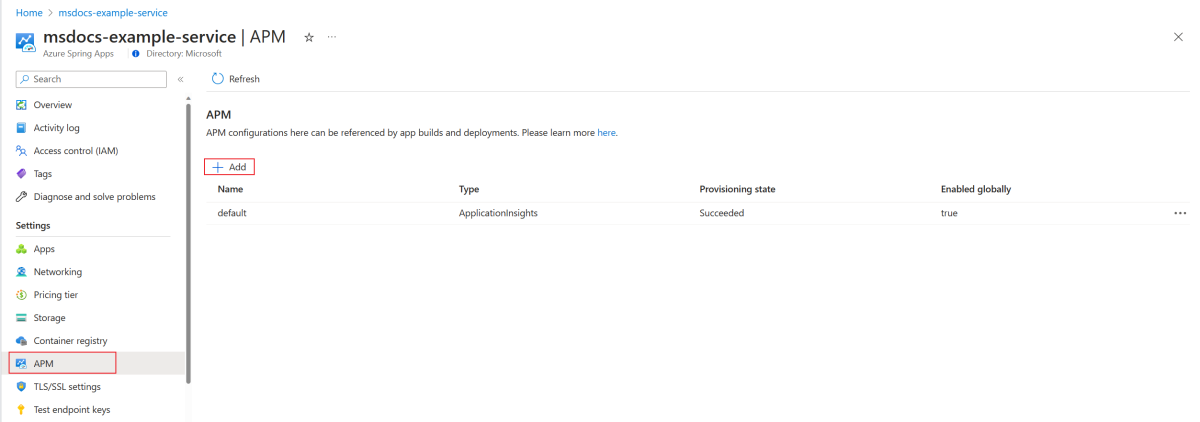 Home > msdocs-example-service
msdocs-example-service | APM ☆ ···
Azure Spring Apps Directory: Microsoft
Search «
Refresh
Overview
Activity log
Access control (IAM)
Tags
Diagnose and solve problems
Settings
Apps
Networking
Pricing tier
Storage
Container registry
APM
TLS/SSL settings
Test endpoint keys
APM
APM configurations here can be referenced by app builds and deployments. Please learn more here.
+ Add
Name Type Provisioning state Enabled globally
default ApplicationInsights Succeeded true ···